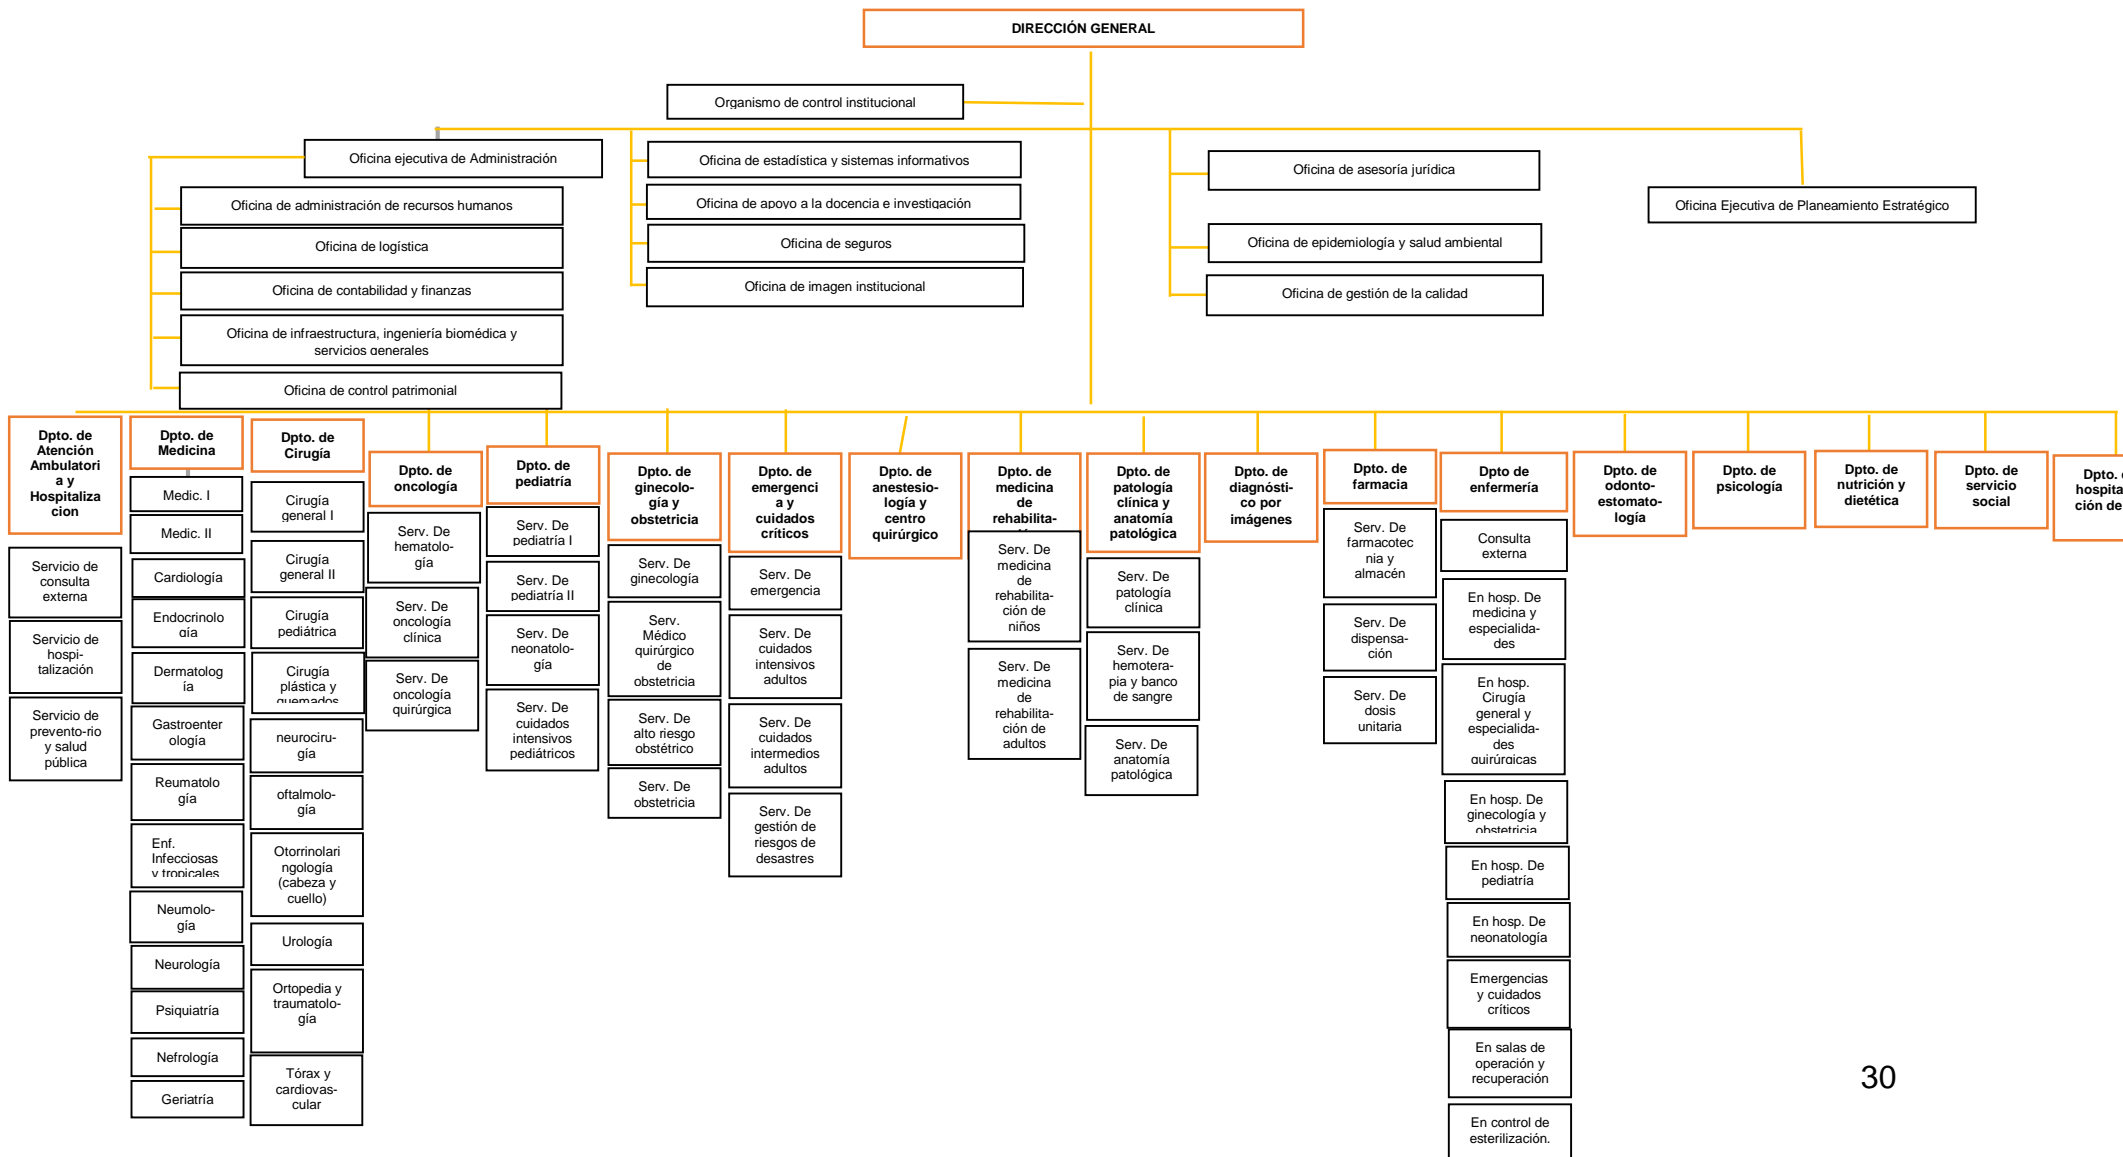 DIRECCIÓN GENERAL
Organismo de control institucional
Oficina ejecutiva de Administración
Oficina de administración de recursos humanos
Oficina de logística
Oficina de contabilidad y finanzas
Oficina de infraestructura, ingeniería biomédica y
servicios generales
Oficina de control patrimonial
Oficina de estadística y sistemas informativos
Oficina de apoyo a la docencia e investigación
Oficina de seguros
Oficina de imagen institucional
Oficina de asesoría jurídica
Oficina de epidemiología y salud ambiental
Oficina de gestión de la calidad
Oficina Ejecutiva de Planeamiento Estratégico
Dpto. de
Atención
Ambulatori
a y
Hospitaliza
cion
Servicio de
consulta
externa
Servicio de
hospi-
talización
Servicio de
prevento-rio
y salud
pública
Dpto. de
Medicina
Medic. I
Medic. II
Cardiología
Endocrinolo
gía
Dermatolog
ía
Gastroenter
ología
Reumatolo
gía
Enf.
Infecciosas
y tropicales
Neumolo-
gía
Neurología
Psiquiatría
Nefrología
Geriatría
Dpto. de
Cirugía
Cirugía
general I
Cirugía
general II
Cirugía
pediátrica
Cirugía
plástica y
quemados
neurociru-
gía
oftalmolo-
gía
Otorrinolari
ngología
(cabeza y
cuello)
Urología
Ortopedia y
traumatolo-
gía
Tórax y
cardiovas-
cular
Dpto. de
oncología
Serv. De
hematolo-
gía
Serv. De
oncología
clínica
Serv. De
oncología
quirúrgica
Dpto. de
pediatría
Serv. De
pediatría I
Serv. De
pediatría II
Serv. De
neonatolo-
gía
Serv. De
cuidados
intensivos
pediátricos
Dpto. de
ginecolo-
gía y
obstetricia
Serv. De
ginecología
Serv.
Médico
quirúrgico
de
obstetricia
Serv. De
alto riesgo
obstétrico
Serv. De
obstetricia
Dpto. de
emergenci
a y
cuidados
críticos
Serv. De
emergencia
Serv. De
cuidados
intensivos
adultos
Serv. De
cuidados
intermedios
adultos
Serv. De
gestión de
riesgos de
desastres
Dpto. de
anestesio-
logía y
centro
quirúrgico
Dpto. de
medicina
de
rehabilita-
Serv. De
medicina
de
rehabilita-
ción de
niños
Serv. De
medicina
de
rehabilita-
ción de
adultos
Dpto. de
patología
clínica y
anatomía
patológica
Serv. De
patología
clínica
Serv. De
hemotera-
pia y banco
de sangre
Serv. De
anatomía
patológica
Dpto. de
diagnósti-
co por
imágenes
Dpto. de
farmacia
Serv. De
farmacotec
nia y
almacén
Serv. De
dispensa-
ción
Serv. De
dosis
unitaria
Dpto de
enfermería
Consulta
externa
En hosp. De
medicina y
especialida-
des
En hosp.
Cirugía
general y
especialida-
des
quirúrgicas
En hosp. De
ginecología y
obstetricia
En hosp. De
pediatría
En hosp. De
neonatología
Emergencias
y cuidados
críticos
En salas de
operación y
recuperación
En control de
esterilización.
Dpto. de
odonto-
estomato-
logía
Dpto. de
psicología
Dpto. de
nutrición y
dietética
Dpto. de
servicio
social
Dpto.
hospita
ción de
30